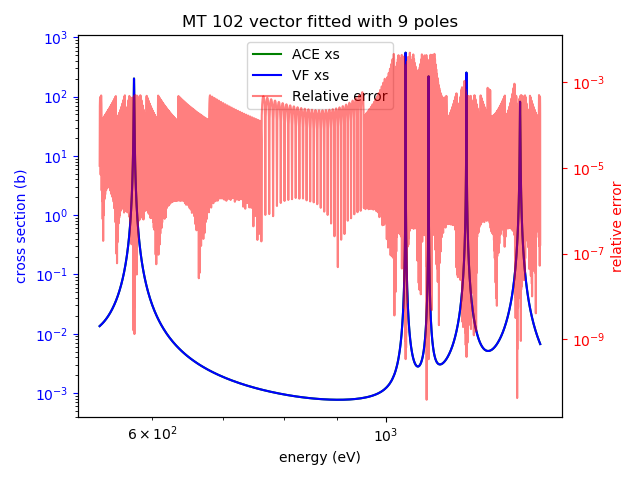 MT 102 vector fitted with 9 poles
ACE xs
VF xs
Relative error
cross section (b)
10³
10²
10¹
10⁰
10⁻¹
10⁻²
10⁻³
10⁻³
10⁻⁵
10⁻⁷
10⁻⁹
relative error
6 × 10²
10³
energy (eV)